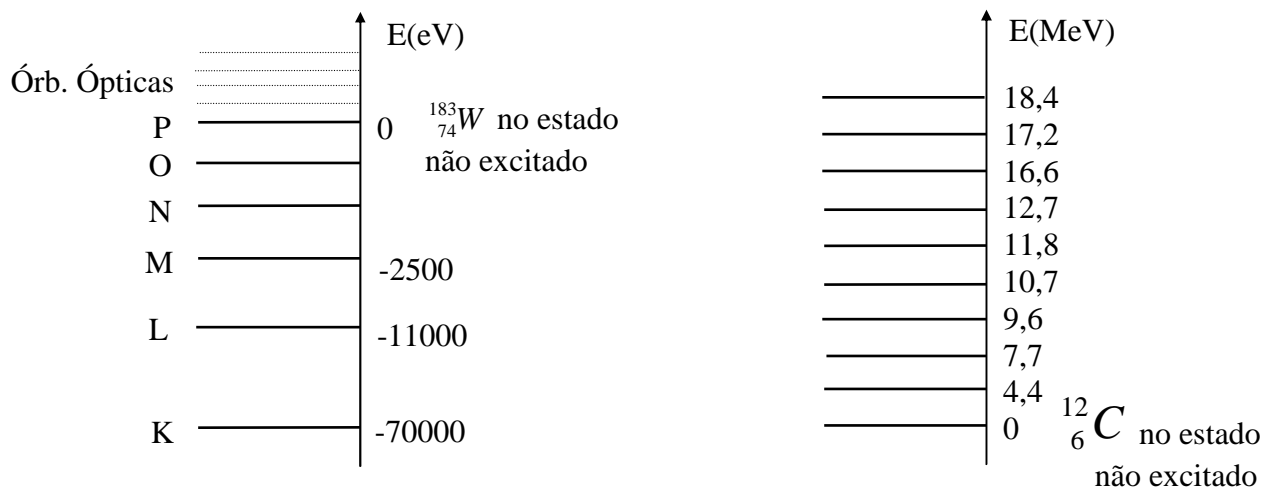 E(eV)
Órb. Ópticas
P
0
183
74 W no estado
não excitado
O
N
M
-2500
L
-11000
K
-70000
E(MeV)
18,4
17,2
16,6
12,7
11,8
10,7
9,6
7,7
4,4
0
12
6 C no estado
não excitado